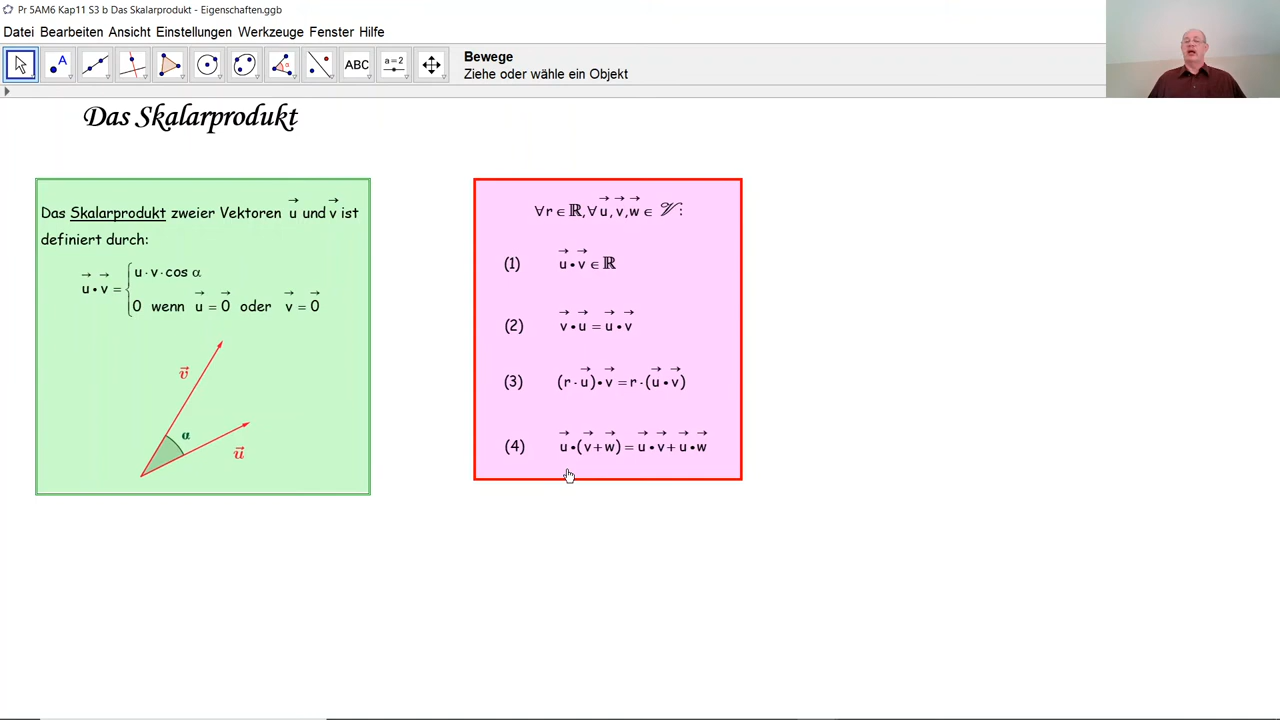 Pr 5AM6 Kap11 S3 b Das Skalarprodukt - Eigenschaften.ggb
Datei Bearbeiten Ansicht Einstellungen Werkzeuge Fenster Hilfe
A
ABC
a=2
Bewege
Ziehe oder wähle ein Objekt
Das Skalarprodukt
Das Skalarprodukt zweier Vektoren u⃗ und v⃗ ist
definiert durch:
u⃗ • v⃗ = { u · v · cos α
0 wenn u⃗ = 0⃗ oder v⃗ = 0⃗
v⃗
α
u⃗
∀ r ∈ ℝ, ∀ u⃗, v⃗, w⃗ ∈ 𝒱 :
(1) u⃗ • v⃗ ∈ ℝ
(2) v⃗ • u⃗ = u⃗ • v⃗
(3) (r · u⃗) • v⃗ = r · (u⃗ • v⃗)
(4) u⃗ • (v⃗ + w⃗) = u⃗ • v⃗ + u⃗ • w⃗